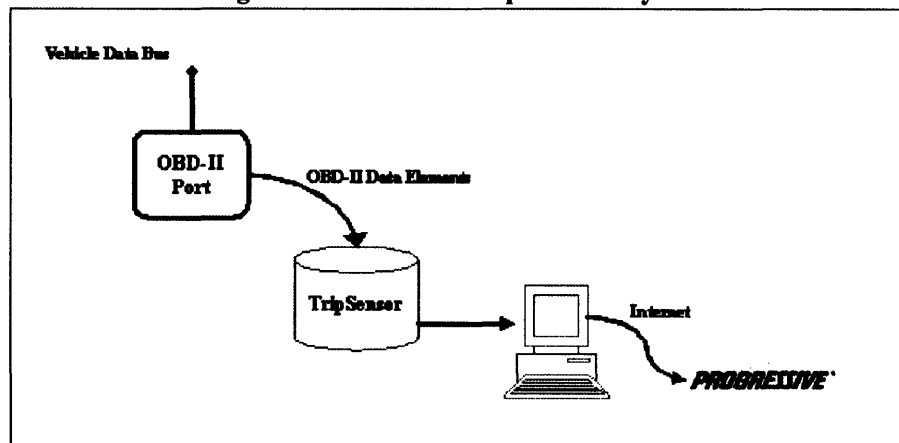 Vehicle Data Bus
OBD-II
Port
OBD-II Data Elements
TripSensor
Internet
PROGRESSIVE